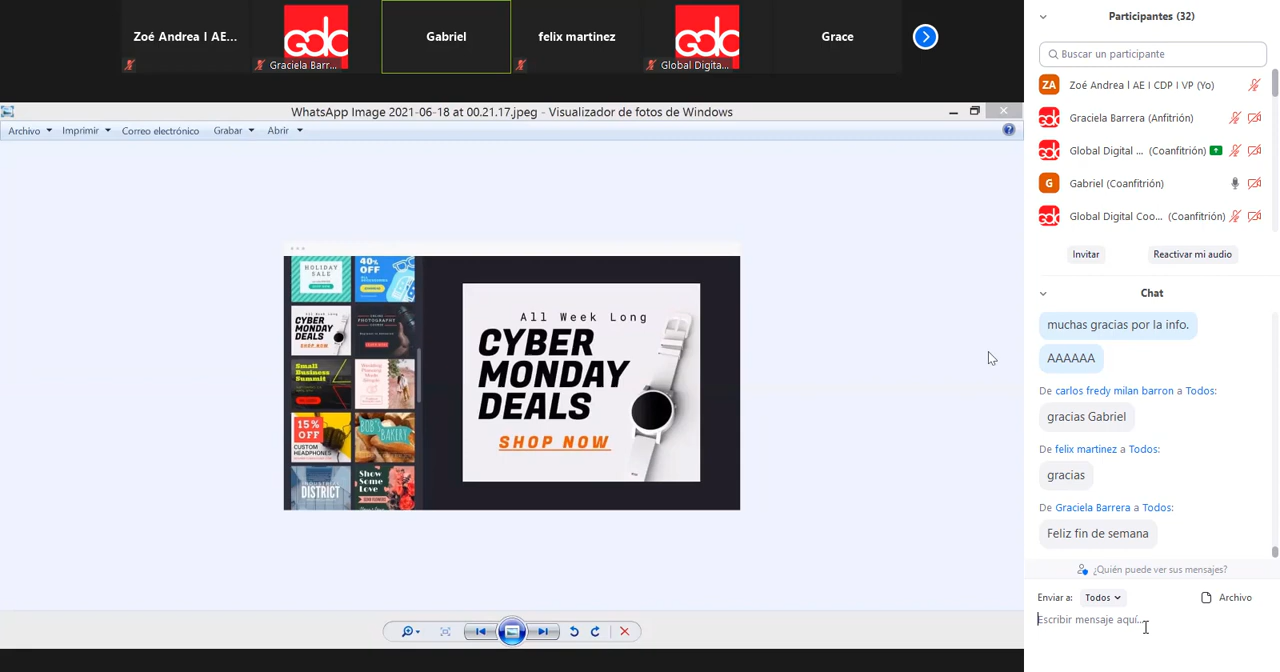 Zoé Andrea l AE...
Graciela Barr...
Gabriel
felix martinez
Global Digita...
Grace
WhatsApp Image 2021-06-18 at 00.21.17.jpeg - Visualizador de fotos de Windows
Archivo
Imprimir
Correo electrónico
Grabar
Abrir
HOLIDAY
SALE
40%
OFF
CYBER
MONDAY
DEALS
SHOP NOW
Small
Business
Summit
15%
OFF
CUSTOM
HEADPHONES
BOB'S
BAKERY
INDUSTRIAL
DISTRICT
Show
Some
Love
All Week Long
CYBER
MONDAY
DEALS
SHOP NOW
Participantes (32)
Buscar un participante
ZA Zoé Andrea l AE l CDP l VP (Yo)
gdc Graciela Barrera (Anfitrión)
gdc Global Digital ... (Coanfitrión)
G Gabriel (Coanfitrión)
gdc Global Digital Coo... (Coanfitrión)
Invitar
Reactivar mi audio
Chat
muchas gracias por la info.
AAAAAA
De carlos fredy milan barron a Todos:
gracias Gabriel
De felix martinez a Todos:
gracias
De Graciela Barrera a Todos:
Feliz fin de semana
¿Quién puede ver sus mensajes?
Enviar a: Todos
Archivo
Escribir mensaje aquí...